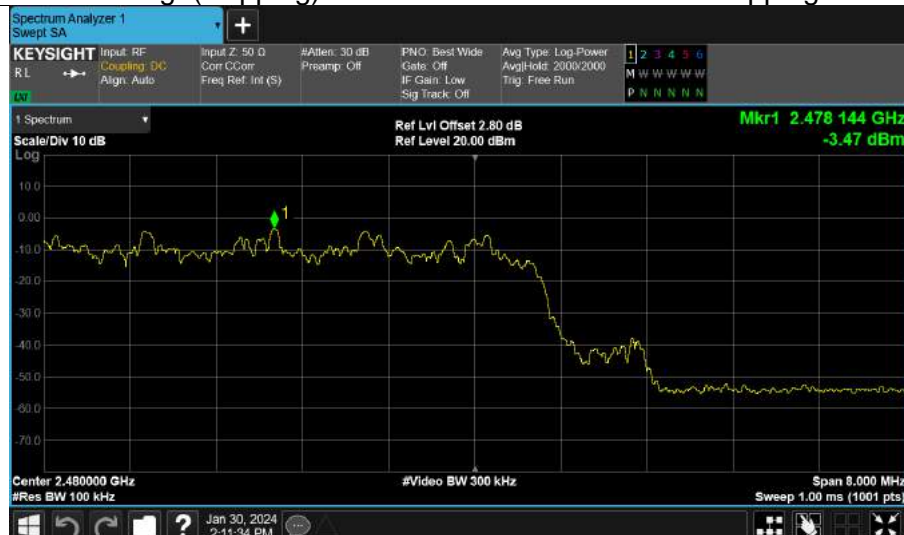 Spectrum Analyzer 1
Swept SA
+
KEYSIGHT
RL
LXI
Input: RF
Coupling: DC
Align: Auto
Input Z: 50 Ω
Corr CCorr
Freq Ref: Int (S)
#Atten: 30 dB
Preamp: Off
PNO: Best Wide
Gate: Off
IF Gain: Low
Sig Track: Off
Avg Type: Log-Power
Avg|Hold: 2000/2000
Trig: Free Run
1 2 3 4 5 6
M W W W W W
P N N N N N
1 Spectrum
Scale/Div 10 dB
Ref Lvl Offset 2.80 dB
Ref Level 20.00 dBm
Mkr1 2.478 144 GHz
-3.47 dBm
Log
10.0
0.00
1
-10.0
-20.0
-30.0
-40.0
-50.0
-60.0
-70.0
Center 2.480000 GHz
#Res BW 100 kHz
#Video BW 300 kHz
Span 8.000 MHz
Sweep 1.00 ms (1001 pts)
?
Jan 30, 2024
2:11:34 PM